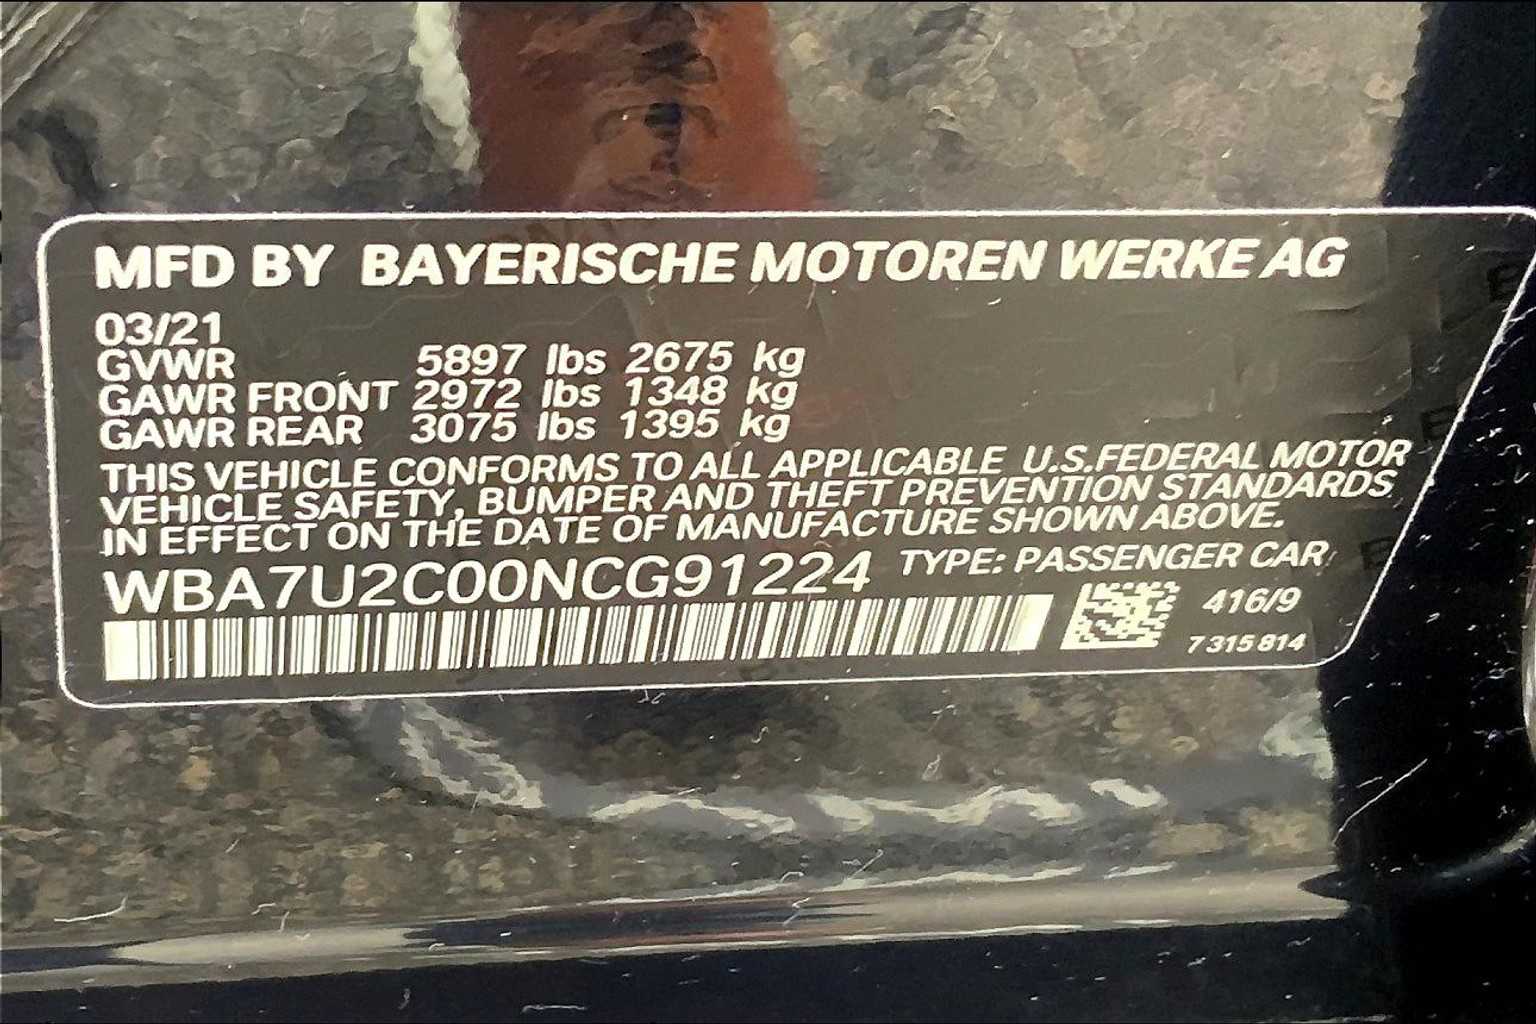 MFD BY BAYERISCHE MOTOREN WERKE AG
03/21
GVWR 5897 lbs 2675 kg
GAWR FRONT 2972 lbs 1348 kg
GAWR REAR 3075 lbs 1395 kg
THIS VEHICLE CONFORMS TO ALL APPLICABLE U.S.FEDERAL MOTOR
VEHICLE SAFETY, BUMPER AND THEFT PREVENTION STANDARDS
IN EFFECT ON THE DATE OF MANUFACTURE SHOWN ABOVE.
WBA7U2C00NCG91224 TYPE: PASSENGER CAR
416/9
7 315 814